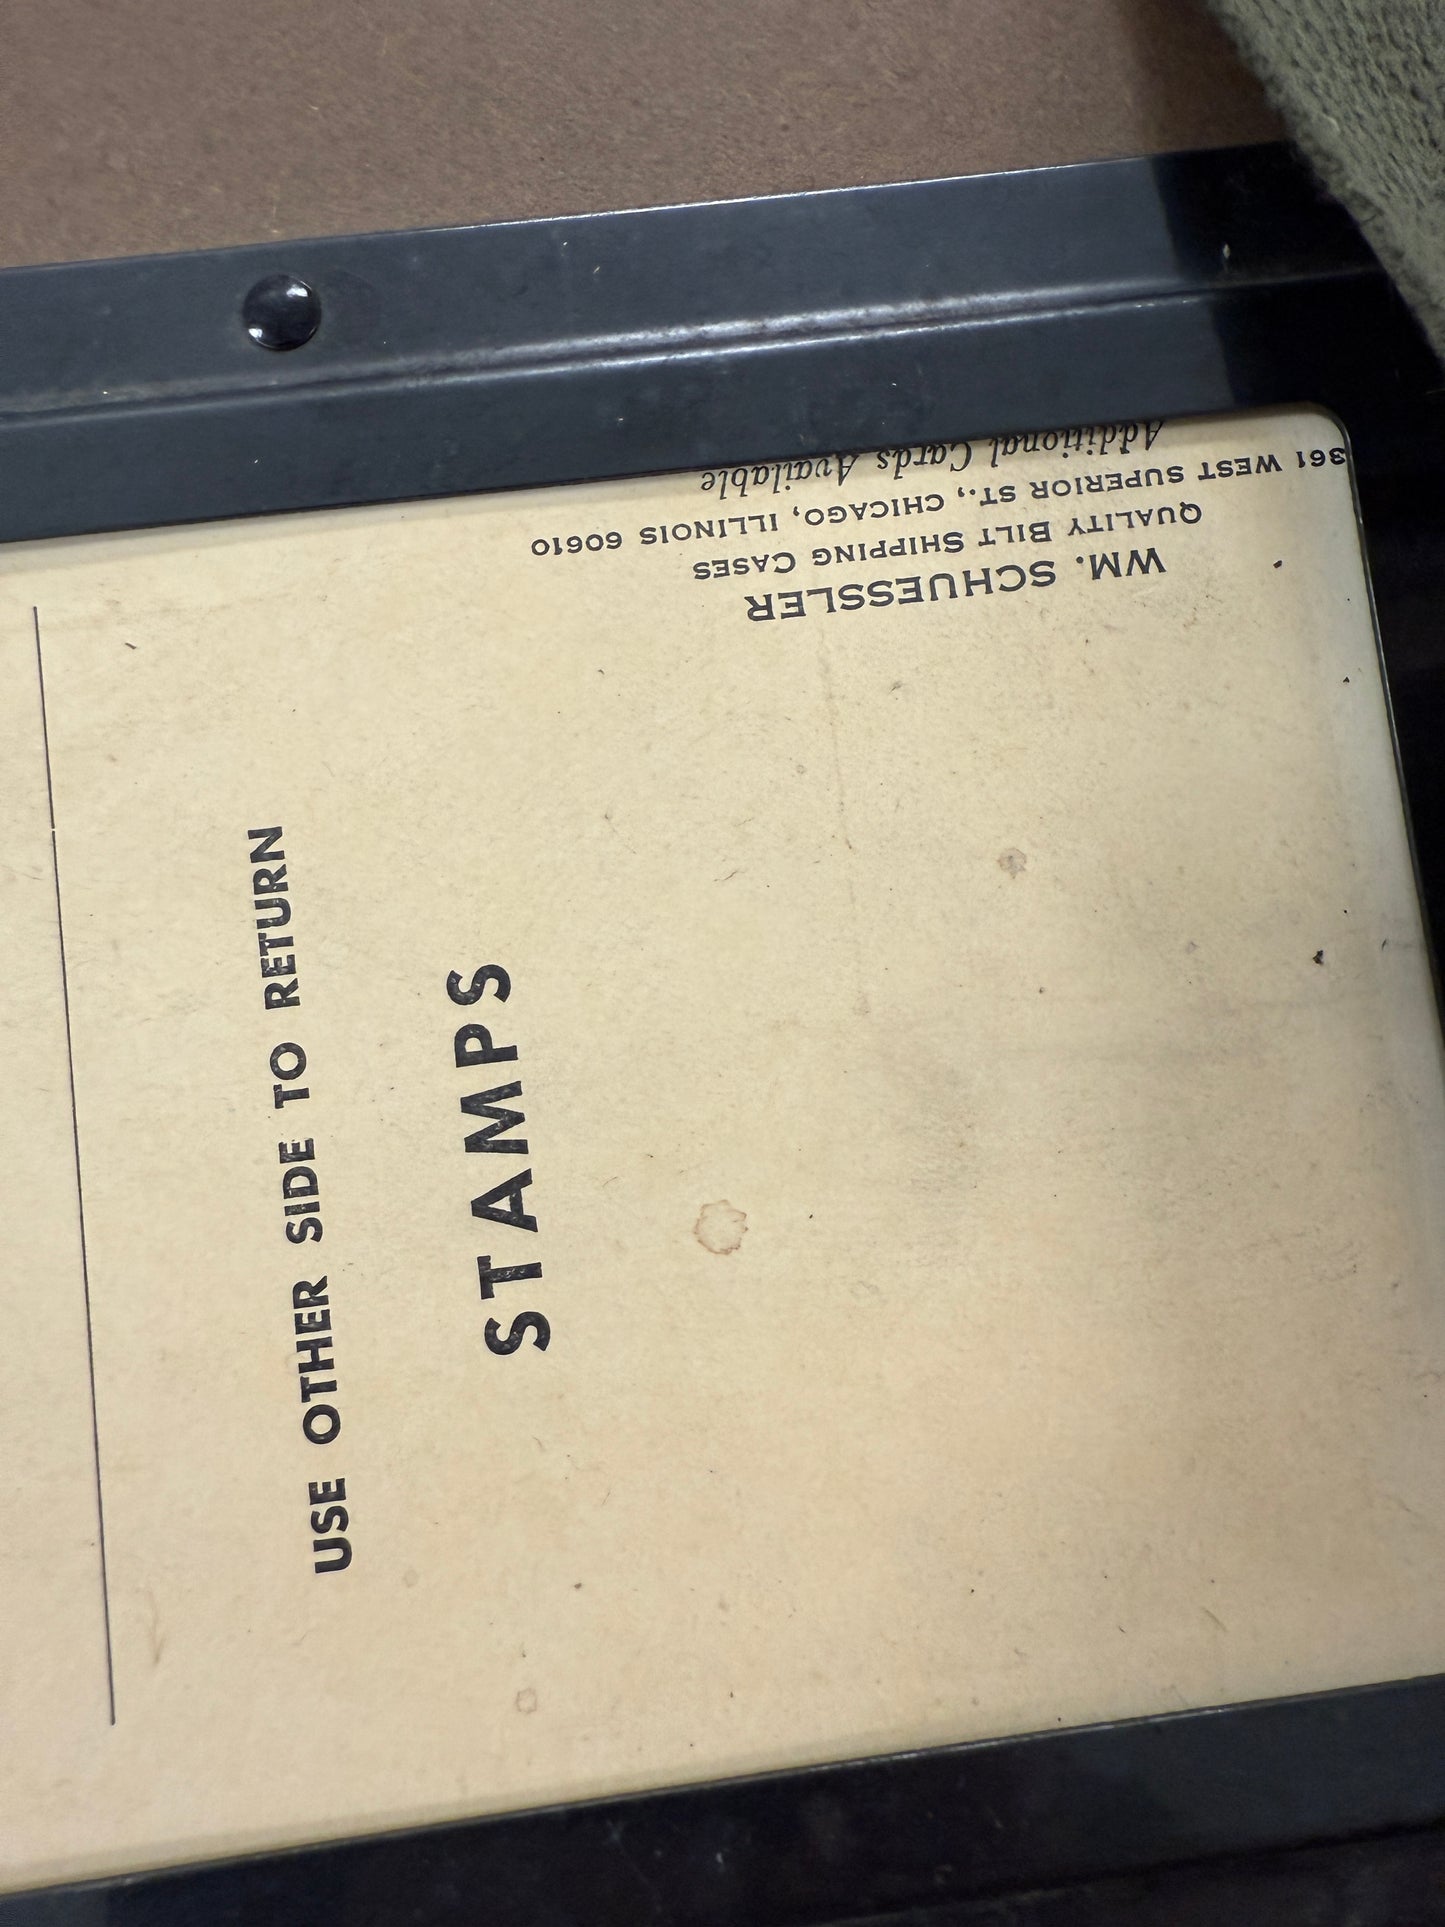 WM. SCHUESSLER
QUALITY BILT SHIPPING CASES
361 WEST SUPERIOR ST., CHICAGO, ILLINOIS 60610
Additional Cards Available
USE OTHER SIDE TO RETURN
STAMPS